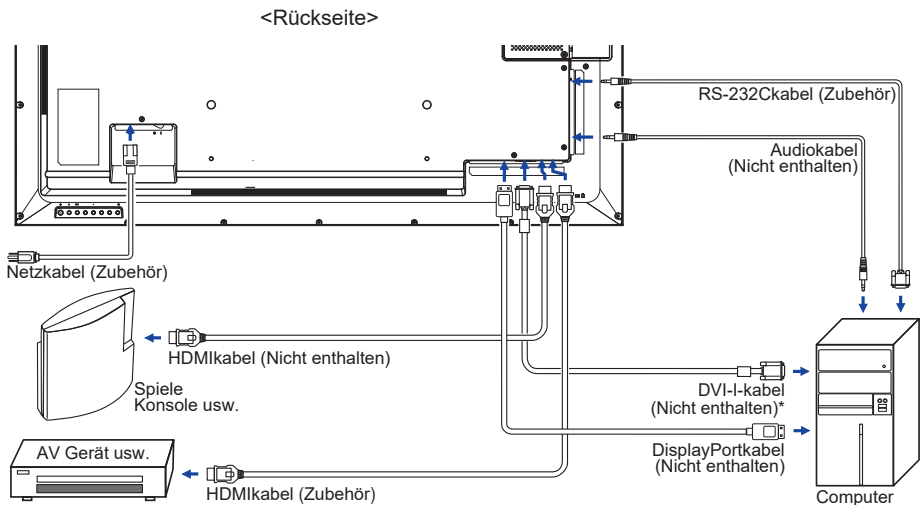 <Rückseite>
RS-232Ckabel (Zubehör)
Audiokabel
(Nicht enthalten)
Netzkabel (Zubehör)
HDMIkabel (Nicht enthalten)
Spiele
Konsole usw.
DVI-I-kabel
(Nicht enthalten)*
AV Gerät usw.
DisplayPortkabel
(Nicht enthalten)
HDMIkabel (Zubehör)
Computer